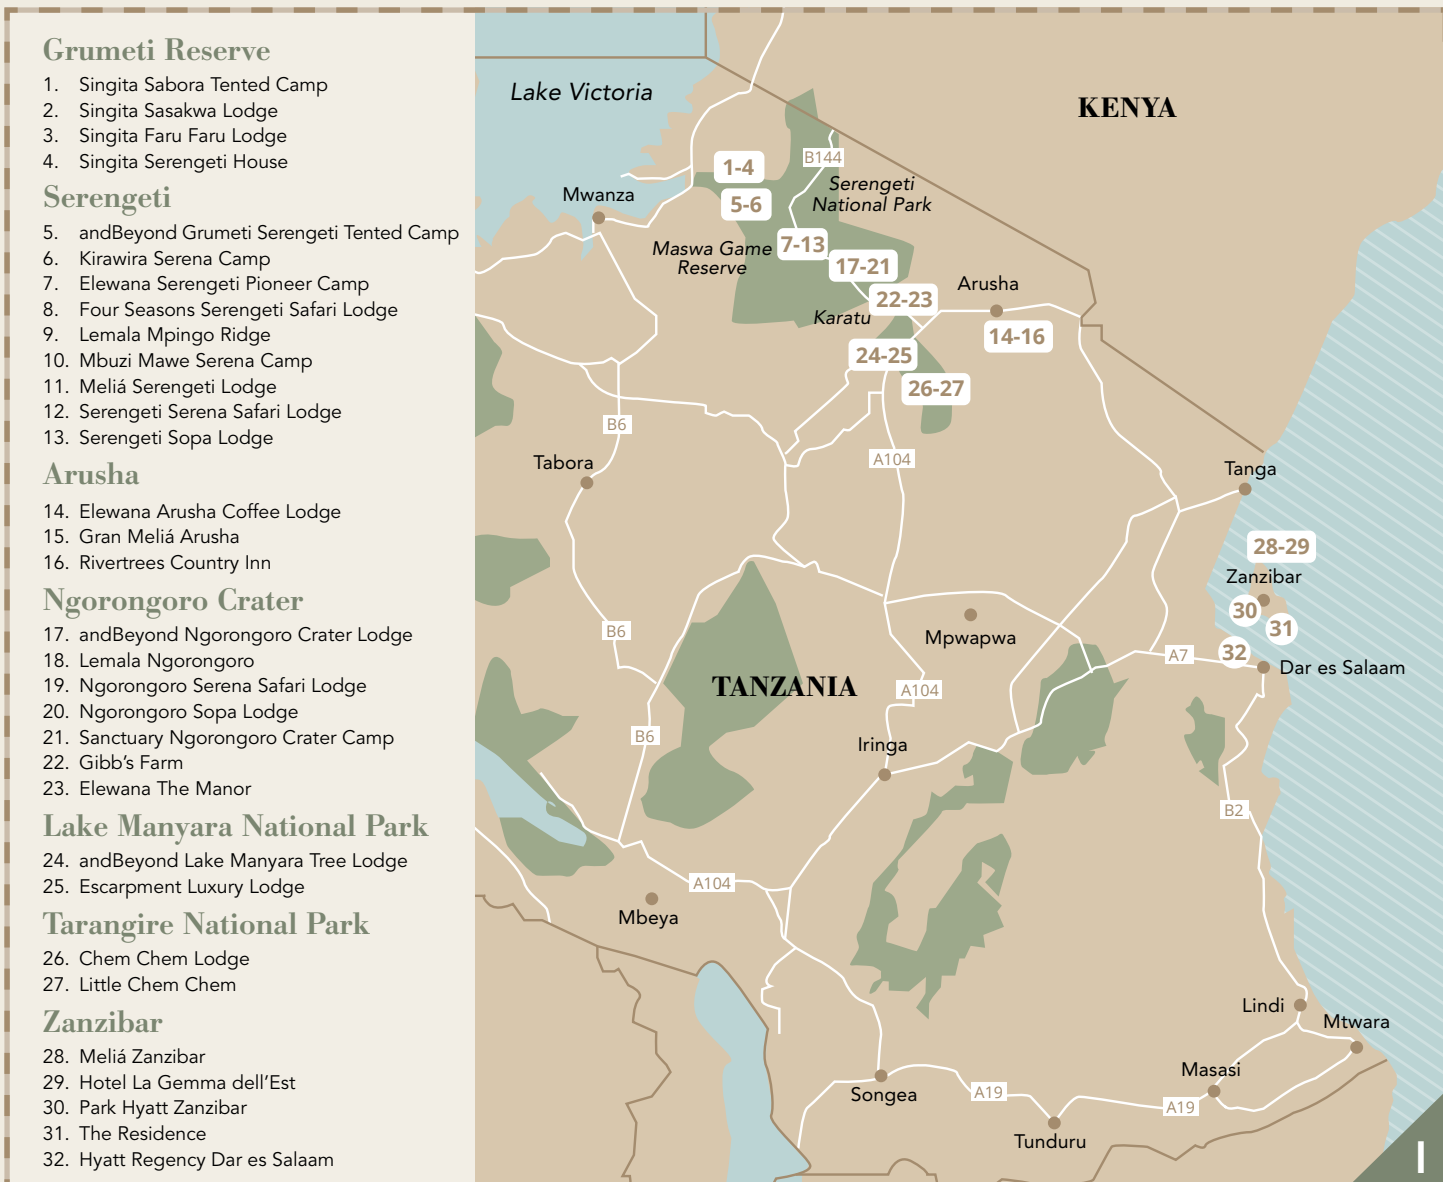 Grumeti Reserve
1. Singita Sabora Tented Camp
2. Singita Sasakwa Lodge
3. Singita Faru Faru Lodge
4. Singita Serengeti House
Serengeti
5. andBeyond Grumeti Serengeti Tented Camp
6. Kirawira Serena Camp
7. Elewana Serengeti Pioneer Camp
8. Four Seasons Serengeti Safari Lodge
9. Lemala Mpingo Ridge
10. Mbuzi Mawe Serena Camp
11. Meliá Serengeti Lodge
12. Serengeti Serena Safari Lodge
13. Serengeti Sopa Lodge
Arusha
14. Elewana Arusha Coffee Lodge
15. Gran Meliá Arusha
16. Rivertrees Country Inn
Ngorongoro Crater
17. andBeyond Ngorongoro Crater Lodge
18. Lemala Ngorongoro
19. Ngorongoro Serena Safari Lodge
20. Ngorongoro Sopa Lodge
21. Sanctuary Ngorongoro Crater Camp
22. Gibb's Farm
23. Elewana The Manor
Lake Manyara National Park
24. andBeyond Lake Manyara Tree Lodge
25. Escarpment Luxury Lodge
Tarangire National Park
26. Chem Chem Lodge
27. Little Chem Chem
Zanzibar
28. Meliá Zanzibar
29. Hotel La Gemma dell'Est
30. Park Hyatt Zanzibar
31. The Residence
32. Hyatt Regency Dar es Salaam
Lake Victoria
KENYA
1-4
B144
Serengeti
National Park
Mwanza
5-6
7-13
Maswa Game
Reserve
17-21
22-23
Arusha
Karatu
14-16
24-25
26-27
B6
A104
Tabora
Tanga
28-29
Zanzibar
30
31
32
B6
Mpwapwa
A7
Dar es Salaam
TANZANIA
A104
B6
Iringa
B2
A104
Mbeya
Lindi
Mtwara
Masasi
Songea
A19
A19
Tunduru
I